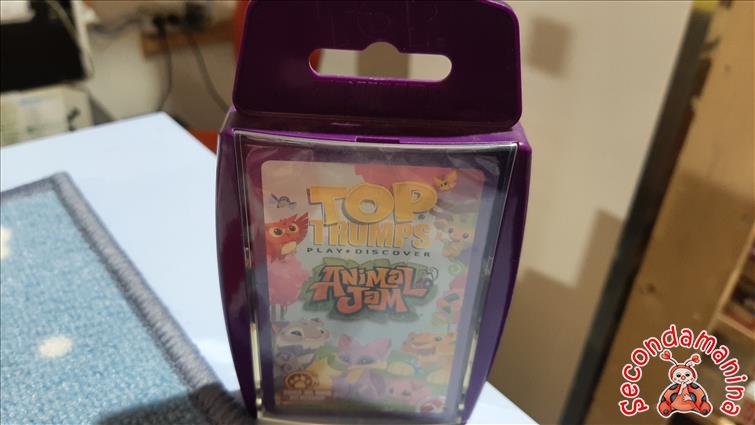 TOP
TRUMPS
PLAY • DISCOVER
ANIMAL
JAM
secondamanina